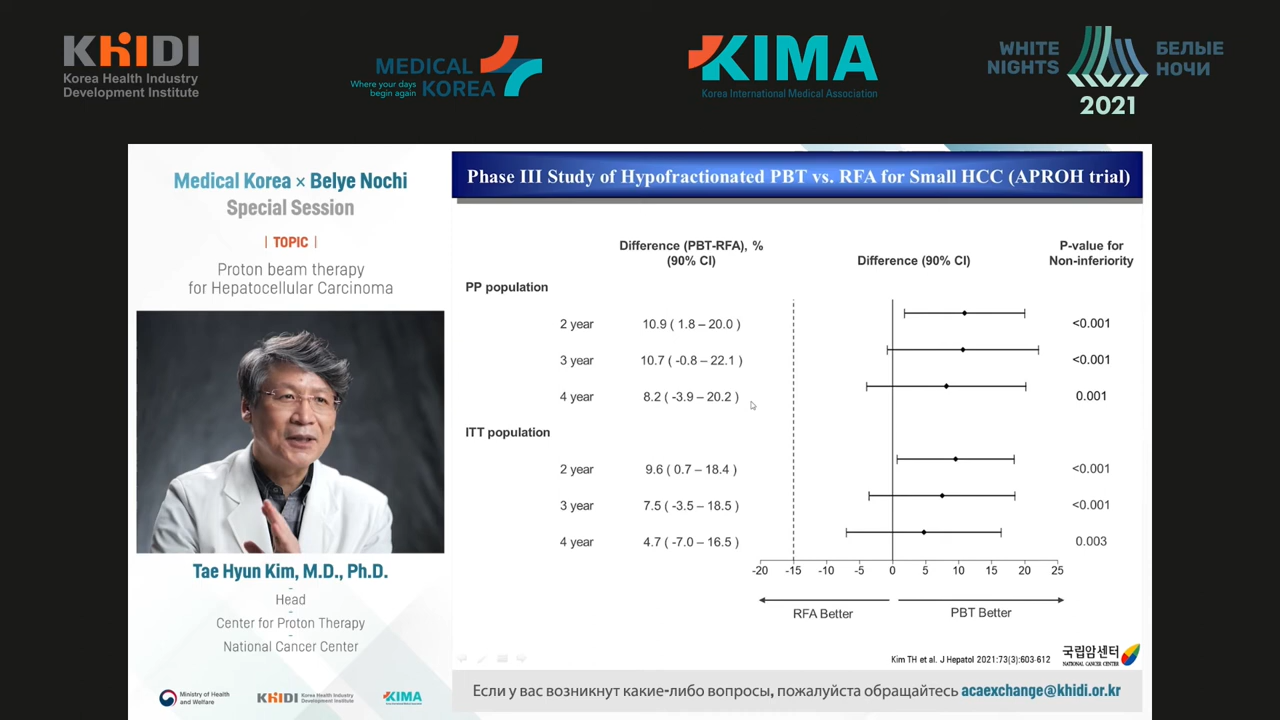 KHIDI
Korea Health Industry
Development Institute
MEDICAL
KOREA
Where your days
begin again
KIMA
Korea International Medical Association
WHITE
NIGHTS
БЕЛЫЕ
НОЧИ
2021
Medical Korea × Belye Nochi
Special Session
| TOPIC |
Proton beam therapy
for Hepatocellular Carcinoma
Tae Hyun Kim, M.D., Ph.D.
Head
Center for Proton Therapy
National Cancer Center
Ministry of Health
and Welfare
KHIDI
Korea Health Industry
Development Institute
KIMA
Phase III Study of Hypofractionated PBT vs. RFA for Small HCC (APROH trial)
Difference (PBT-RFA), %
(90% CI)
Difference (90% CI)
P-value for
Non-inferiority
PP population
2 year 10.9 ( 1.8 – 20.0 ) <0.001
3 year 10.7 ( -0.8 – 22.1 ) <0.001
4 year 8.2 ( -3.9 – 20.2 ) 0.001
ITT population
2 year 9.6 ( 0.7 – 18.4 ) <0.001
3 year 7.5 ( -3.5 – 18.5 ) <0.001
4 year 4.7 ( -7.0 – 16.5 ) 0.003
-20 -15 -10 -5 0 5 10 15 20 25
RFA Better PBT Better
Kim TH et al. J Hepatol 2021:73(3):603-612
국립암센터
NATIONAL CANCER CENTER
Если у вас возникнут какие-либо вопросы, пожалуйста обращайтесь acaexchange@khidi.or.kr